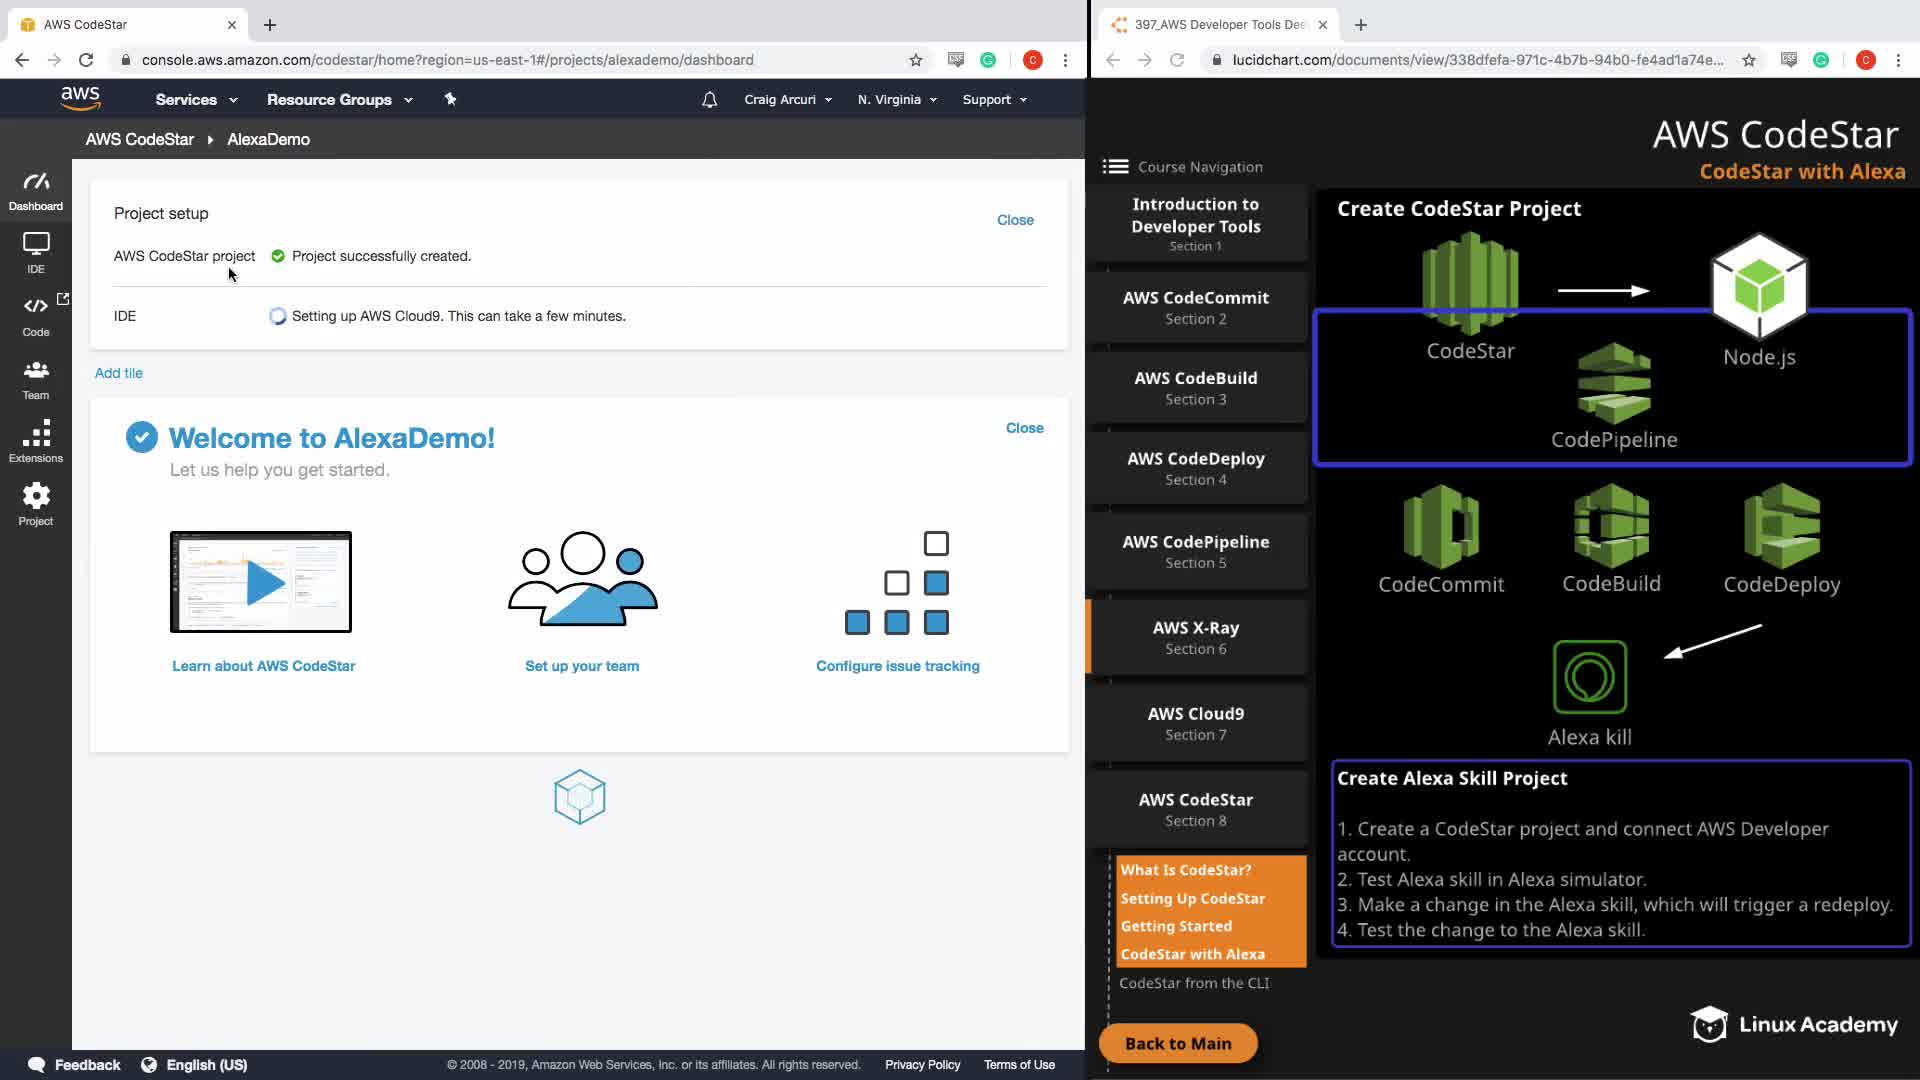 AWS CodeStar
console.aws.amazon.com/codestar/home?region=us-east-1#/projects/alexademo/dashboard
aws
Services
Resource Groups
Craig Arcuri
N. Virginia
Support
AWS CodeStar
AlexaDemo
Dashboard
IDE
Code
Team
Extensions
Project
Project setup
Close
AWS CodeStar project
Project successfully created.
IDE
Setting up AWS Cloud9. This can take a few minutes.
Add tile
Welcome to AlexaDemo!
Close
Let us help you get started.
Learn about AWS CodeStar
Set up your team
Configure issue tracking
Feedback
English (US)
© 2008 - 2019, Amazon Web Services, Inc. or its affiliates. All rights reserved.
Privacy Policy
Terms of Use
397_AWS Developer Tools Dee
lucidchart.com/documents/view/338dfefa-971c-4b7b-94b0-fe4ad1a74e...
C
C
AWS CodeStar
CodeStar with Alexa
Course Navigation
Introduction to
Developer Tools
Section 1
AWS CodeCommit
Section 2
AWS CodeBuild
Section 3
AWS CodeDeploy
Section 4
AWS CodePipeline
Section 5
AWS X-Ray
Section 6
AWS Cloud9
Section 7
AWS CodeStar
Section 8
What Is CodeStar?
Setting Up CodeStar
Getting Started
CodeStar with Alexa
CodeStar from the CLI
Back to Main
Create CodeStar Project
CodeStar
Node.js
CodePipeline
CodeCommit
CodeBuild
CodeDeploy
Alexa kill
Create Alexa Skill Project
1. Create a CodeStar project and connect AWS Developer
account.
2. Test Alexa skill in Alexa simulator.
3. Make a change in the Alexa skill, which will trigger a redeploy.
4. Test the change to the Alexa skill.
Linux Academy